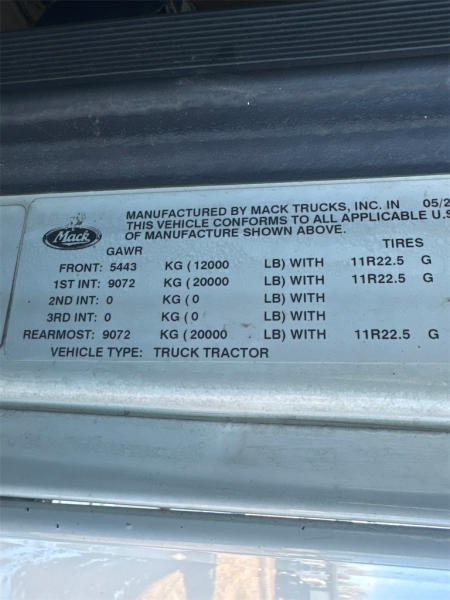 MANUFACTURED BY MACK TRUCKS, INC. IN 05/2
THIS VEHICLE CONFORMS TO ALL APPLICABLE U.S
OF MANUFACTURE SHOWN ABOVE.
Mack
GAWR TIRES
FRONT: 5443 KG ( 12000 LB) WITH 11R22.5 G
1ST INT: 9072 KG ( 20000 LB) WITH 11R22.5 G
2ND INT: 0 KG ( 0 LB) WITH
3RD INT: 0 KG ( 0 LB) WITH
REARMOST: 9072 KG ( 20000 LB) WITH 11R22.5 G
VEHICLE TYPE: TRUCK TRACTOR